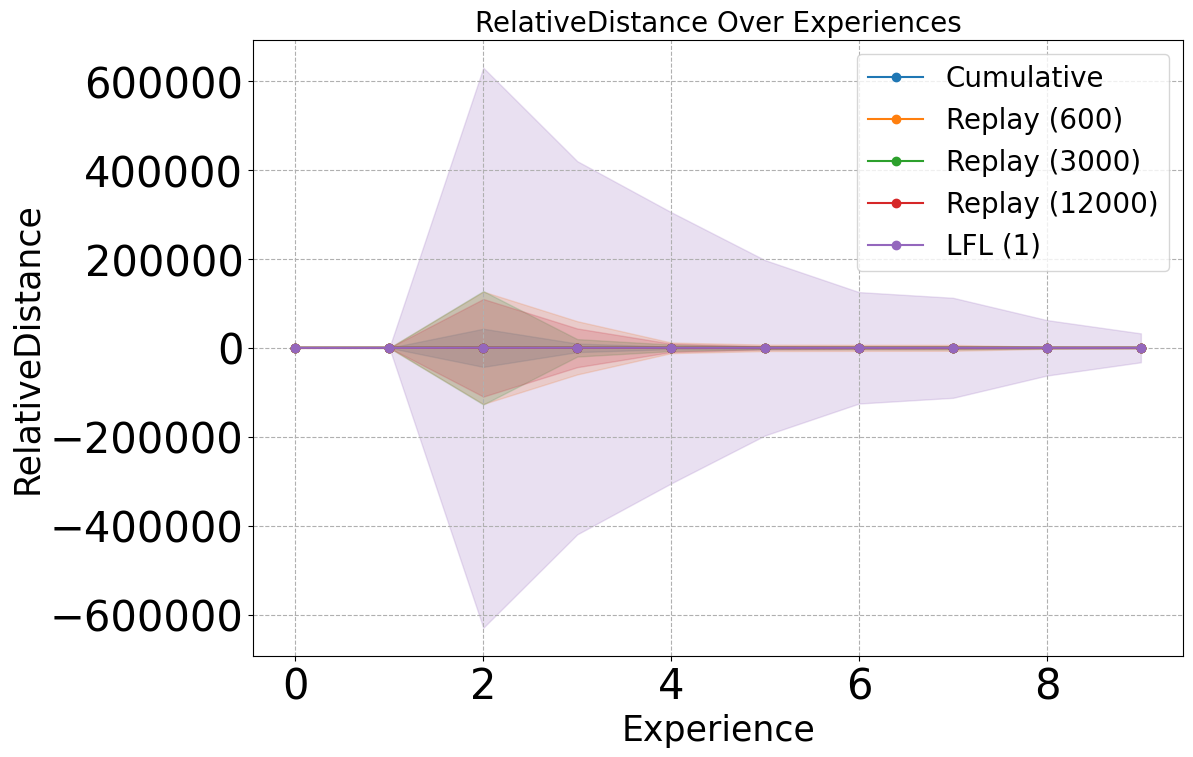 RelativeDistance Over Experiences
600000
400000
200000
0
−200000
−400000
−600000
RelativeDistance
Cumulative
Replay (600)
Replay (3000)
Replay (12000)
LFL (1)
0 2 4 6 8
Experience